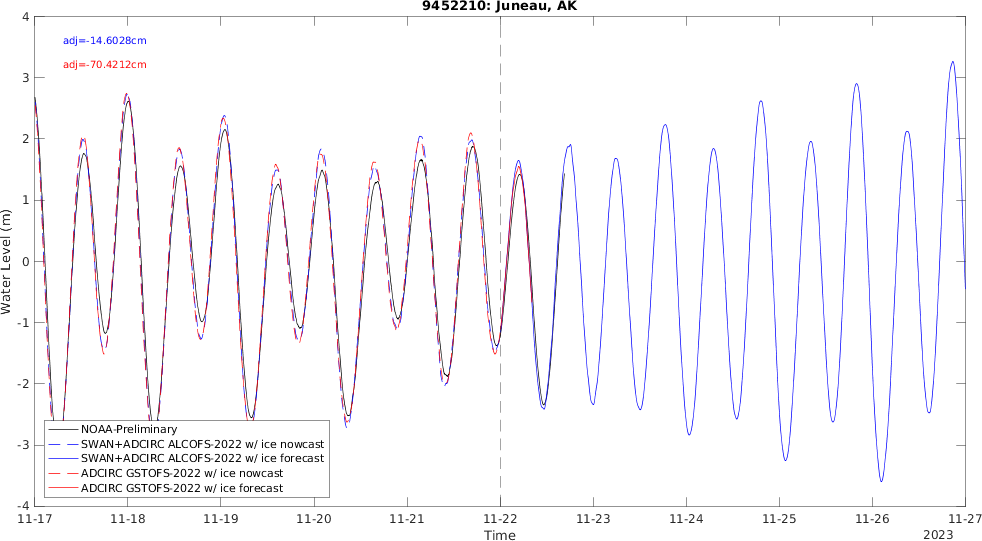 9452210: Juneau, AK
adj=-14.6028cm
adj=-70.4212cm
Water Level (m)
4
3
2
1
0
-1
-2
-3
-4
NOAA-Preliminary
SWAN+ADCIRC ALCOFS-2022 w/ ice nowcast
SWAN+ADCIRC ALCOFS-2022 w/ ice forecast
ADCIRC GSTOFS-2022 w/ ice nowcast
ADCIRC GSTOFS-2022 w/ ice forecast
11-17 11-18 11-19 11-20 11-21 11-22 11-23 11-24 11-25 11-26 11-27
Time
2023